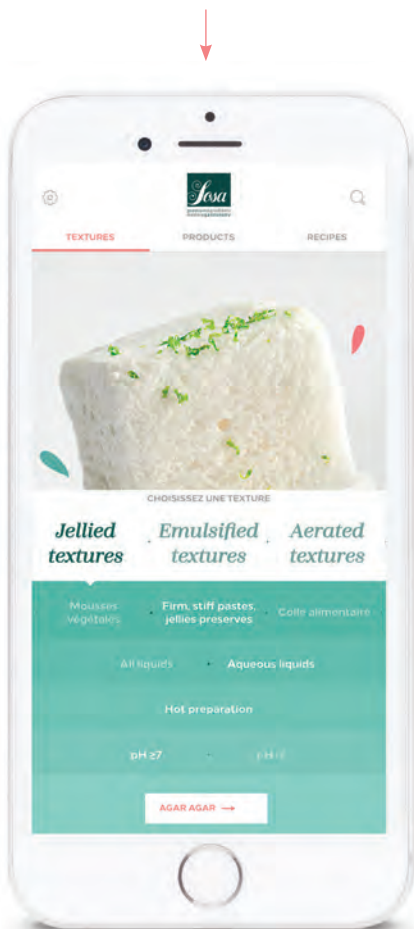 Sosa
TEXTURES PRODUCTS RECIPES
CHOISISSEZ UNE TEXTURE
Jellied textures · Emulsified textures · Aerated textures
Mousses végétales · Firm, stiff pastes, jellies preserves · Colle alimentaire
All liquids · Aqueous liquids
Hot preparation
pH ≥7 · pH
AGAR AGAR →